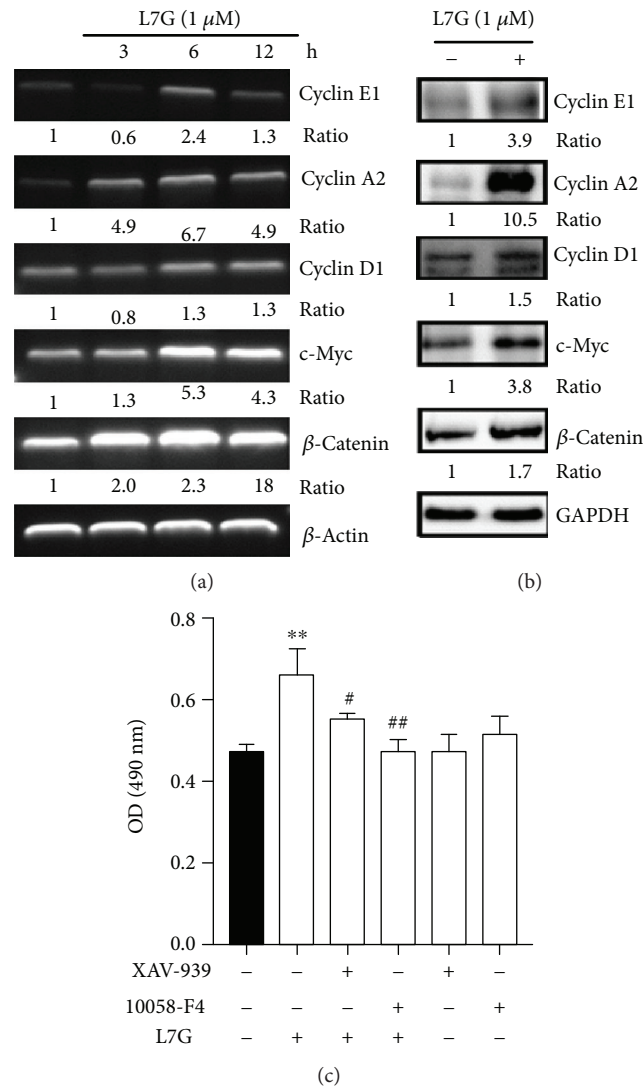 L7G (1 μM)
3 6 12 h
Cyclin E1
1 0.6 2.4 1.3 Ratio
Cyclin A2
1 4.9 6.7 4.9 Ratio
Cyclin D1
1 0.8 1.3 1.3 Ratio
c-Myc
1 1.3 5.3 4.3 Ratio
β-Catenin
1 2.0 2.3 18 Ratio
β-Actin
(a)
L7G (1 μM)
− +
Cyclin E1
1 3.9 Ratio
Cyclin A2
1 10.5 Ratio
Cyclin D1
1 1.5 Ratio
c-Myc
1 3.8 Ratio
β-Catenin
1 1.7 Ratio
GAPDH
(b)
OD (490 nm)
0.8
0.6
0.4
0.2
0.0
** # ##
XAV-939 − − + − + −
10058-F4 − − − + − +
L7G − + + + − −
(c)